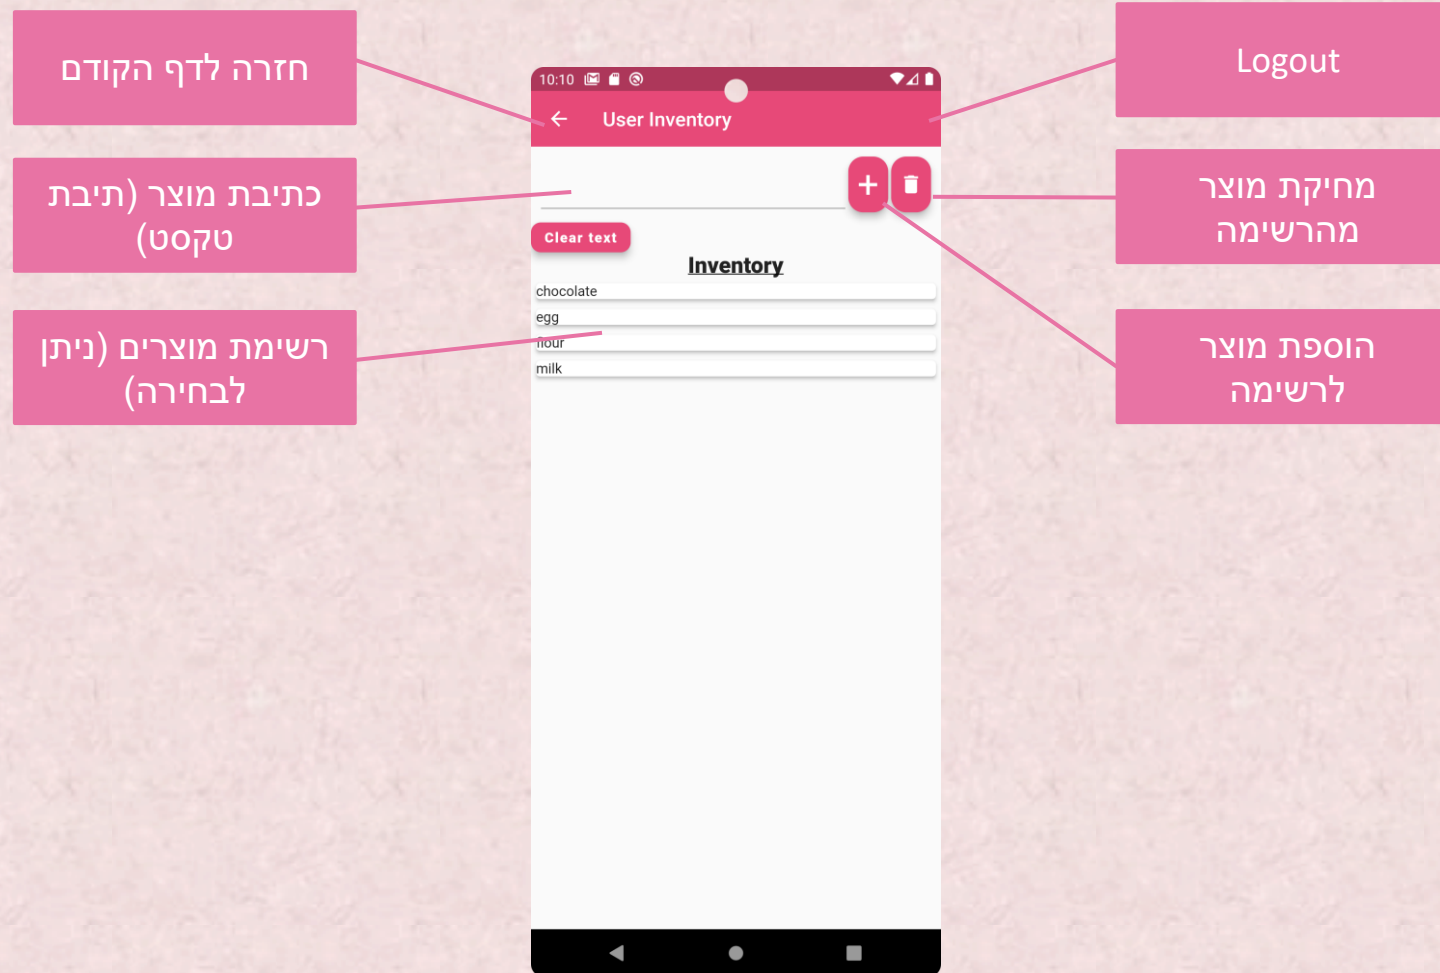 חזרה לדף הקודם
כתיבת מוצר (תיבת
טקסט)
רשימת מוצרים (ניתן
לבחירה)
10:10
User Inventory
Clear text
Inventory
chocolate
egg
flour
milk
Logout
מחיקת מוצר
מהרשימה
הוספת מוצר
לרשימה